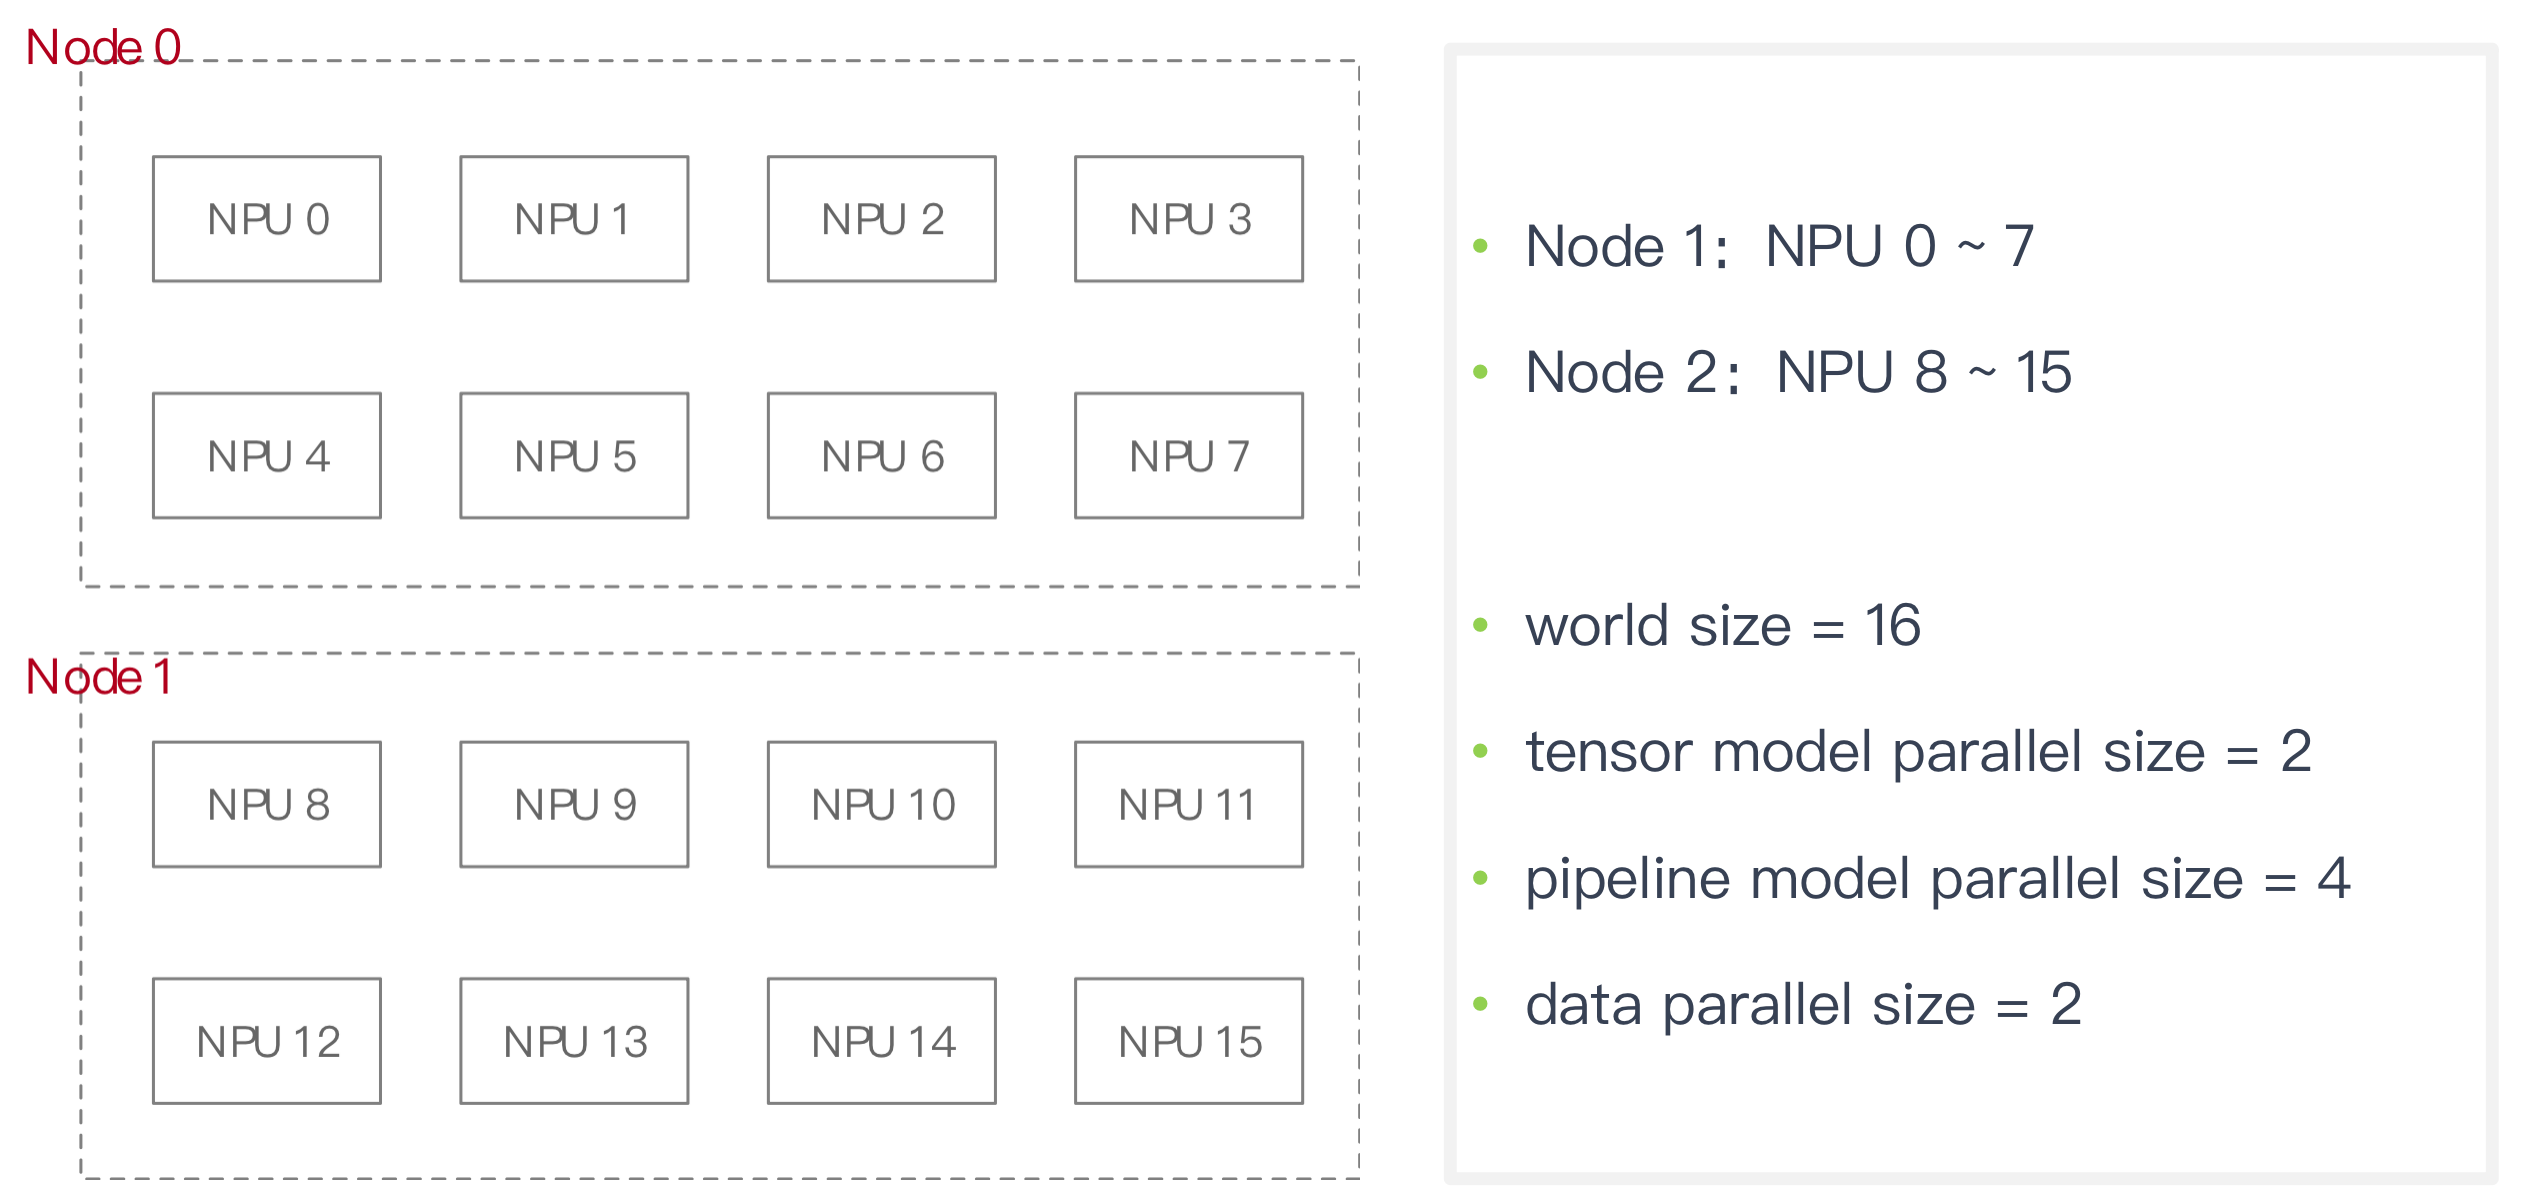 Node 0
NPU 0
NPU 1
NPU 2
NPU 3
NPU 4
NPU 5
NPU 6
NPU 7
Node 1
NPU 8
NPU 9
NPU 10
NPU 11
NPU 12
NPU 13
NPU 14
NPU 15
• Node 1：NPU 0 ~ 7
• Node 2：NPU 8 ~ 15
• world size = 16
• tensor model parallel size = 2
• pipeline model parallel size = 4
• data parallel size = 2